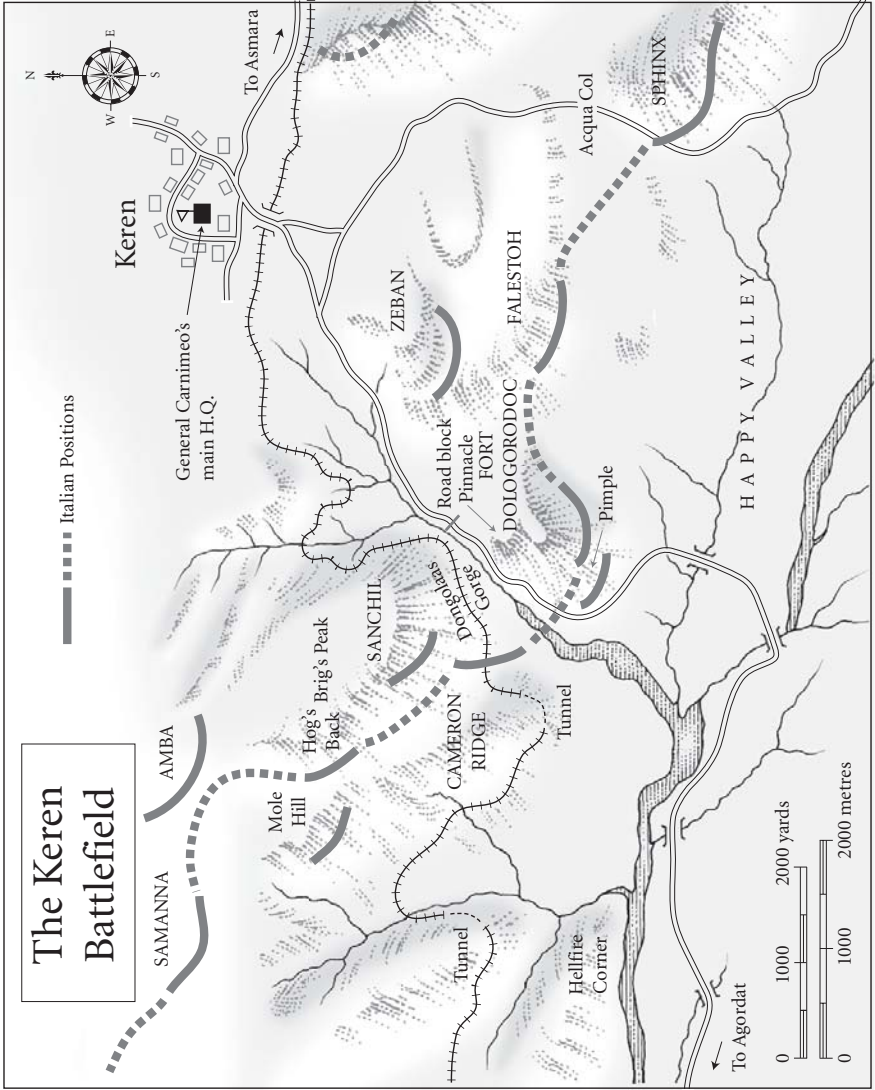 The Keren
Battlefield
Italian Positions
N
E
S
W
To Asmara
Keren
General Carnimeo's
main H.Q.
SAMANNA
AMBA
Mole
Hill
Hog's
Back
Brig's Peak
SANCHIL
CAMERON
RIDGE
Dongolaas
Gorge
Road block
Pinnacle
FORT
DOLOGORODOC
Pimple
ZEBAN
FALESTOH
Acqua Col
SPHINX
Tunnel
Tunnel
Hellfire
Corner
HAPPY VALLEY
To Agordat
0 1000 2000 yards
0 1000 2000 metres